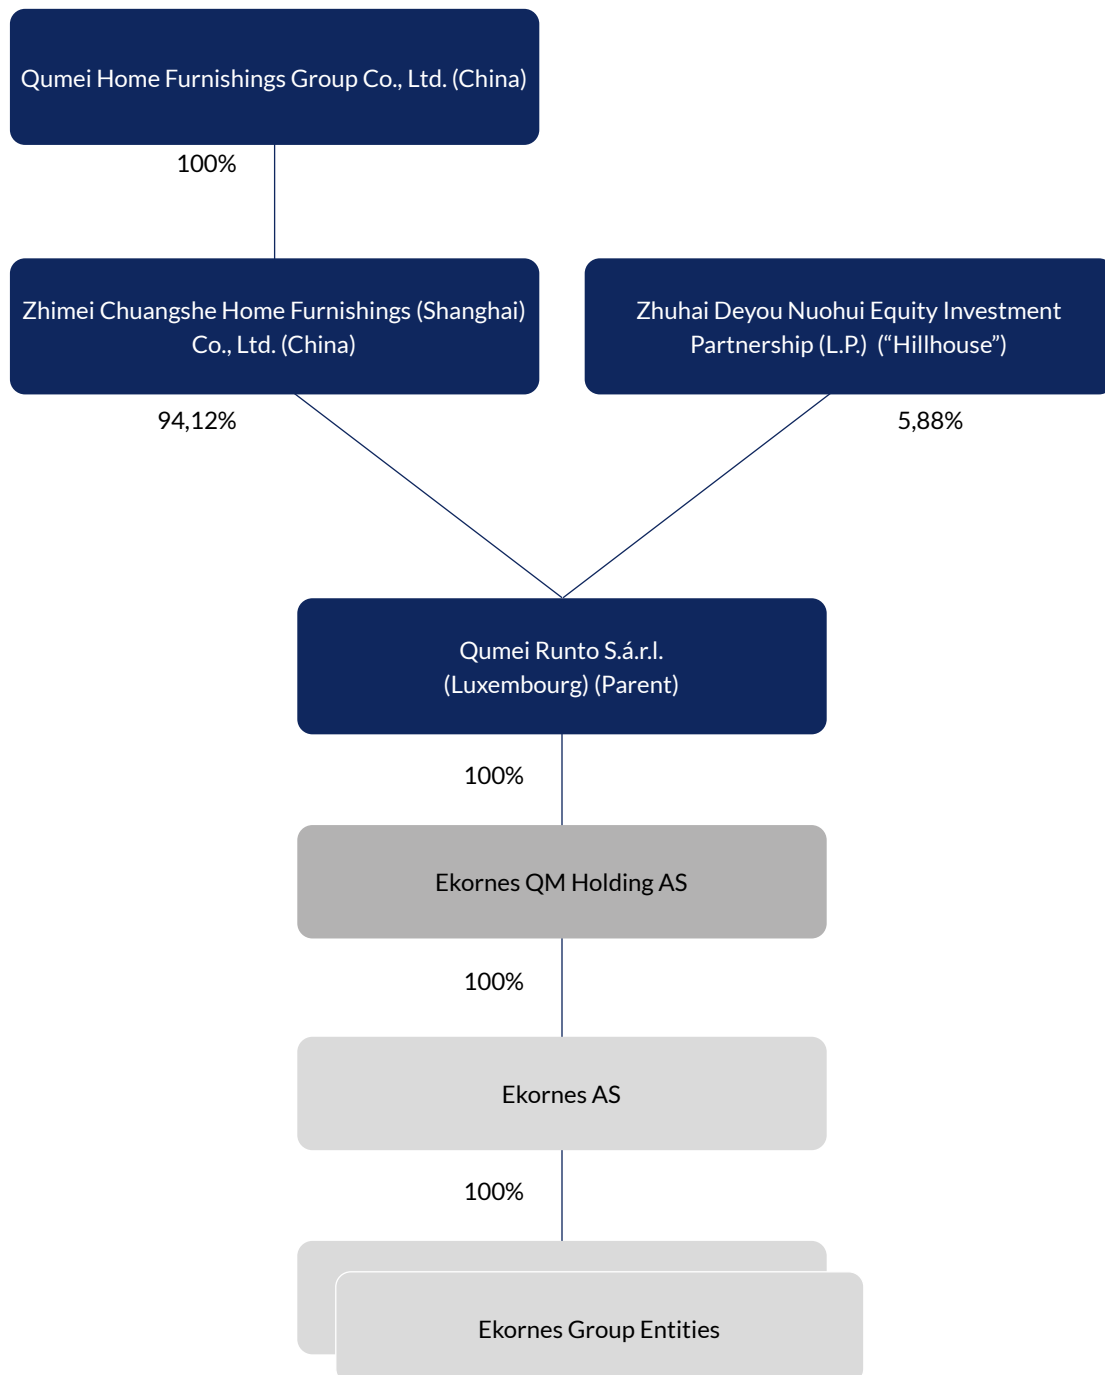 Qumei Home Furnishings Group Co., Ltd. (China)
100%
Zhimei Chuangshe Home Furnishings (Shanghai)
Co., Ltd. (China)
Zhuhai Deyou Nuohui Equity Investment
Partnership (L.P.) (“Hillhouse”)
94,12%
5,88%
Qumei Runto S.á.r.l.
(Luxembourg) (Parent)
100%
Ekornes QM Holding AS
100%
Ekornes AS
100%
Ekornes Group Entities